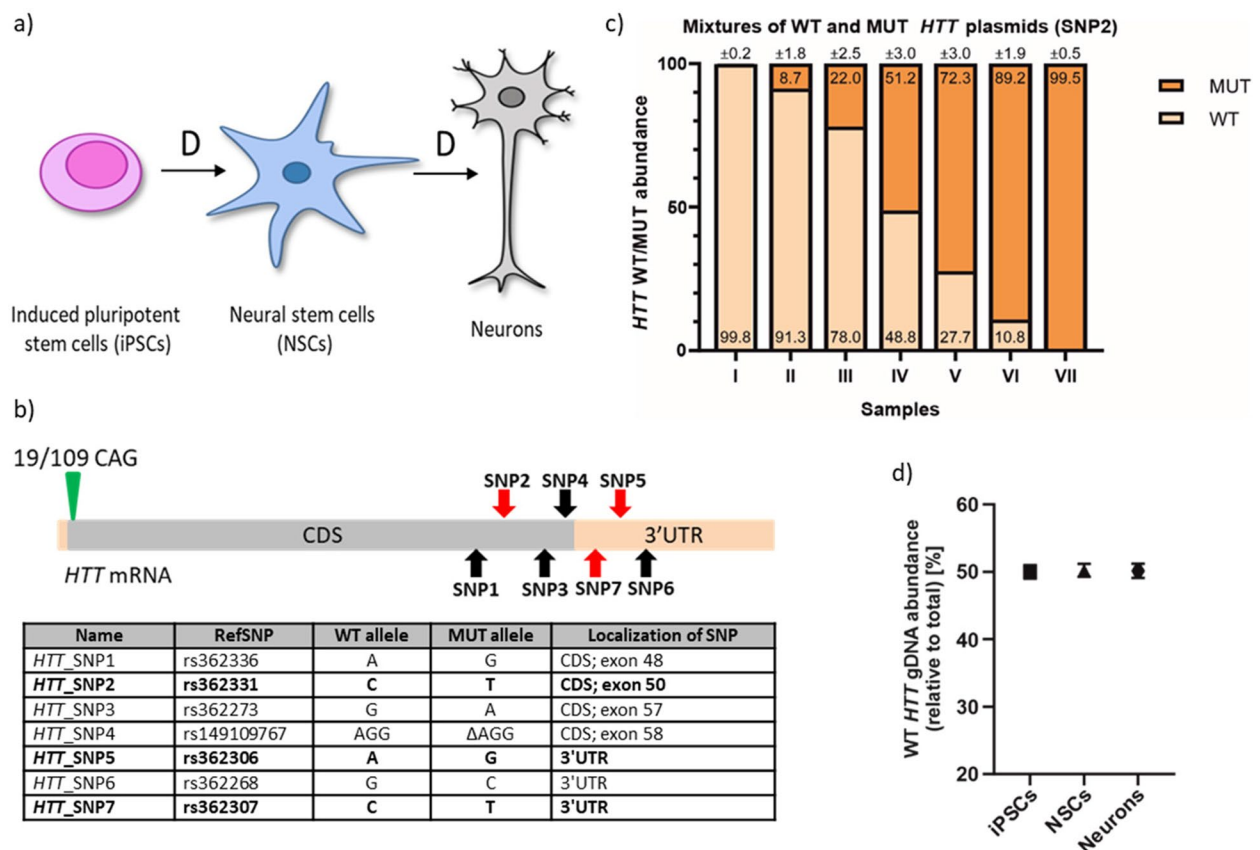 a)
D
D
Induced pluripotent
stem cells (iPSCs)
Neural stem cells
(NSCs)
Neurons
b)
19/109 CAG
SNP2 SNP4 SNP5
CDS 3'UTR
HTT mRNA
SNP1 SNP3 SNP7 SNP6
Name RefSNP WT allele MUT allele Localization of SNP
HTT_SNP1 rs362336 A G CDS; exon 48
HTT_SNP2 rs362331 C T CDS; exon 50
HTT_SNP3 rs362273 G A CDS; exon 57
HTT_SNP4 rs149109767 AGG ΔAGG CDS; exon 58
HTT_SNP5 rs362306 A G 3'UTR
HTT_SNP6 rs362268 G C 3'UTR
HTT_SNP7 rs362307 C T 3'UTR
c)
Mixtures of WT and MUT HTT plasmids (SNP2)
±0.2 ±1.8 ±2.5 ±3.0 ±3.0 ±1.9 ±0.5
100
8.7 22.0 51.2 72.3 89.2 99.5
MUT
WT
HTT WT/MUT abundance
50
99.8 91.3 78.0 48.8 27.7 10.8
0
I II III IV V VI VII
Samples
d)
WT HTT gDNA abundance
(relative to total) [%]
60
50
40
30
20
iPSCs
NSCs
Neurons